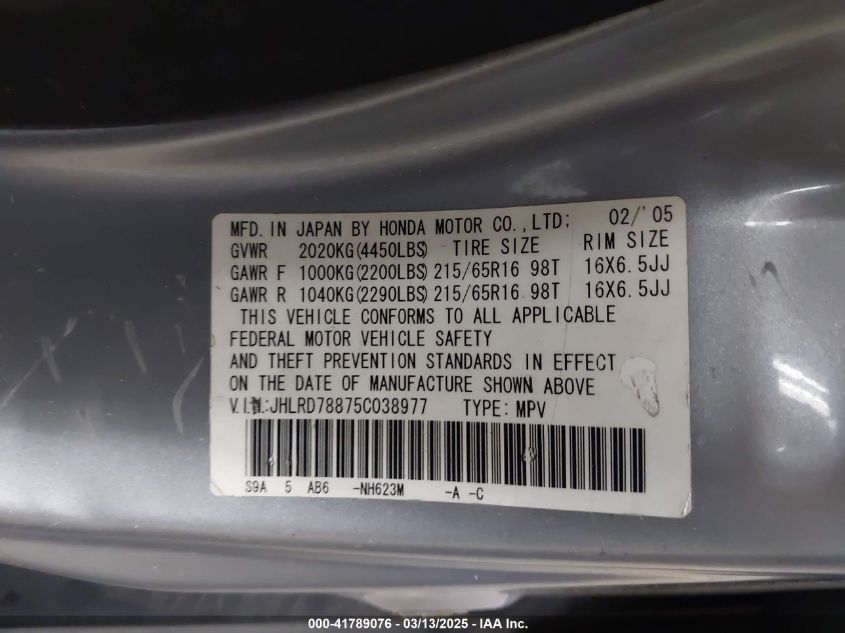 MFD. IN JAPAN BY HONDA MOTOR CO., LTD; 02/'05
GVWR 2020KG(4450LBS) TIRE SIZE RIM SIZE
GAWR F 1000KG(2200LBS) 215/65R16 98T 16X6.5JJ
GAWR R 1040KG(2290LBS) 215/65R16 98T 16X6.5JJ
THIS VEHICLE CONFORMS TO ALL APPLICABLE
FEDERAL MOTOR VEHICLE SAFETY
AND THEFT PREVENTION STANDARDS IN EFFECT
ON THE DATE OF MANUFACTURE SHOWN ABOVE
V.I.N.:JHLRD78875C038977 TYPE: MPV
S9A 5 AB6 -NH623M -A -C
000-41789076 - 03/13/2025 - IAA Inc.